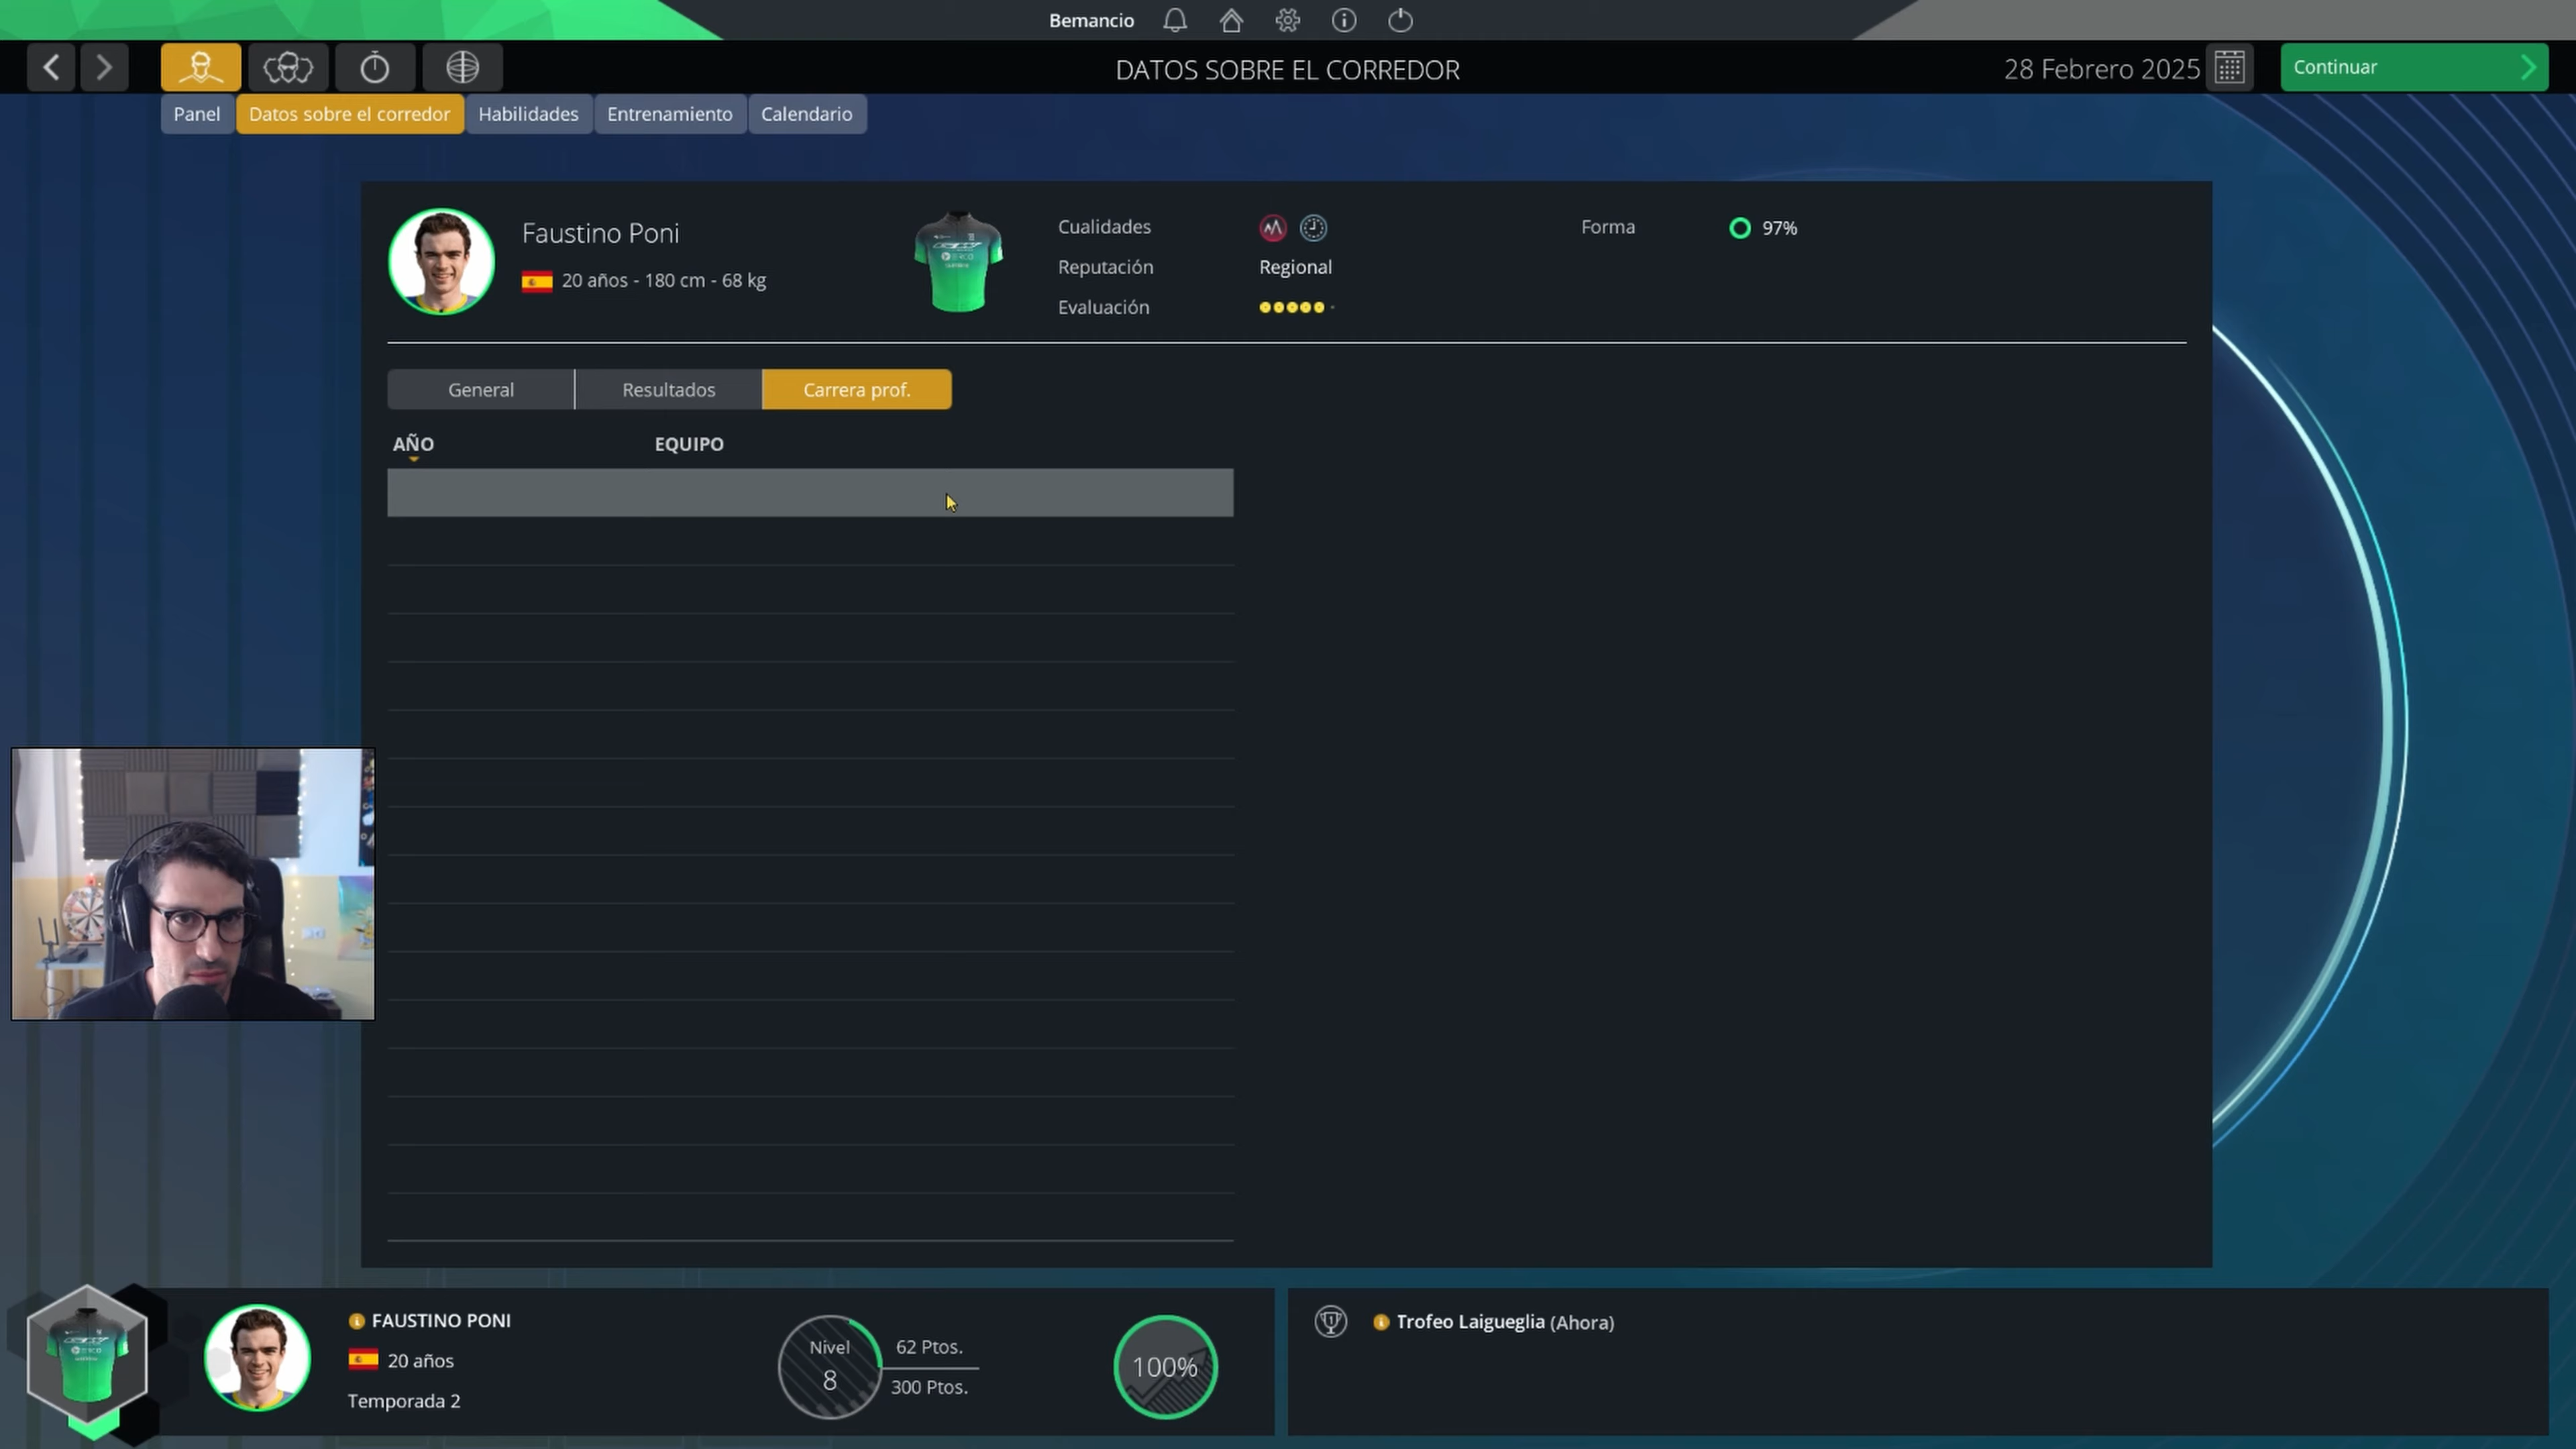 Bemancio
DATOS SOBRE EL CORREDOR
28 Febrero 2025
Continuar
Panel
Datos sobre el corredor
Habilidades
Entrenamiento
Calendario
Faustino Poni
20 años - 180 cm - 68 kg
Cualidades
Reputación
Regional
Evaluación
Forma
97%
General
Resultados
Carrera prof.
AÑO
EQUIPO
FAUSTINO PONI
20 años
Temporada 2
Nivel
8
62 Ptos.
300 Ptos.
100%
Trofeo Laigueglia (Ahora)